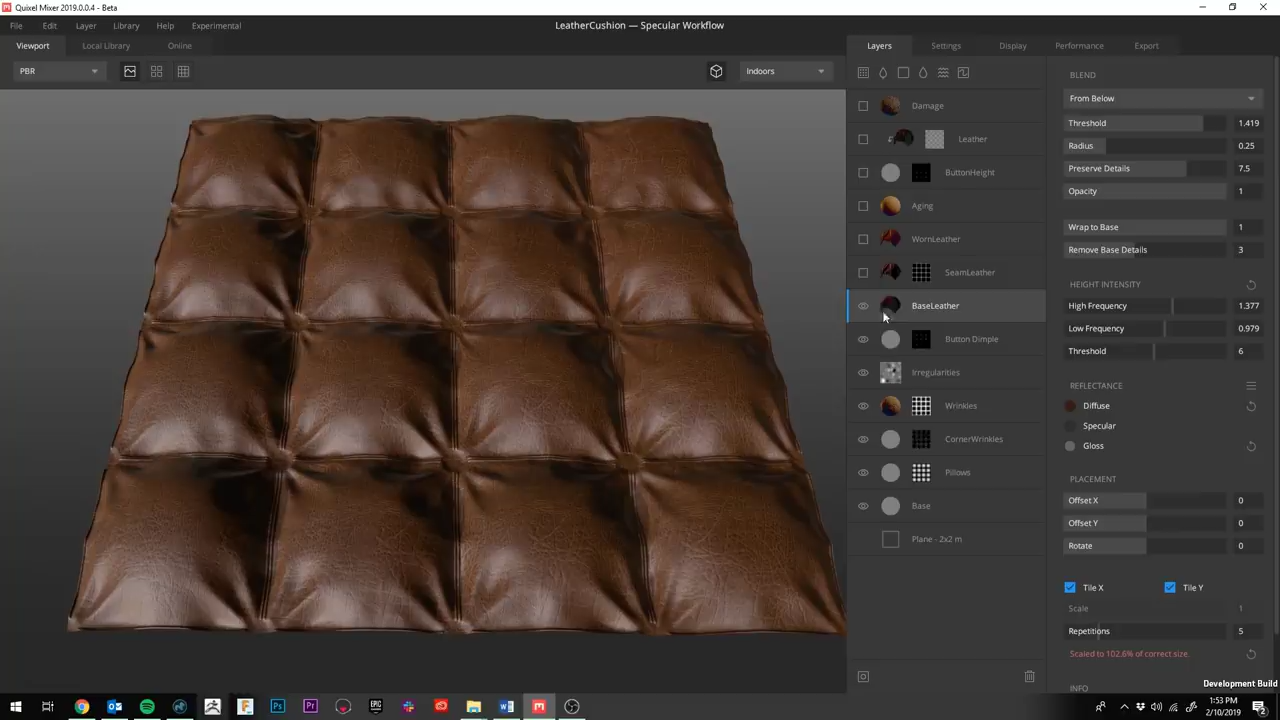 Quixel Mixer 2019.0.0.4 - Beta
File Edit Layer Library Help Experimental
LeatherCushion — Specular Workflow
Viewport Local Library Online
Layers Settings Display Performance Export
PBR
Indoors
Damage
Leather
ButtonHeight
Aging
WornLeather
SeamLeather
BaseLeather
Button Dimple
Irregularities
Wrinkles
CornerWrinkles
Pillows
Base
Plane - 2x2 m
BLEND
From Below
Threshold 1.419
Radius 0.25
Preserve Details 7.5
Opacity 1
Wrap to Base 1
Remove Base Details 3
HEIGHT INTENSITY
High Frequency 1.377
Low Frequency 0.979
Threshold 6
REFLECTANCE
Diffuse
Specular
Gloss
PLACEMENT
Offset X 0
Offset Y 0
Rotate 0
Tile X Tile Y
Scale 1
Repetitions 5
Scaled to 102.6% of correct size.
INFO
Development Build
1:53 PM
2/10/2019